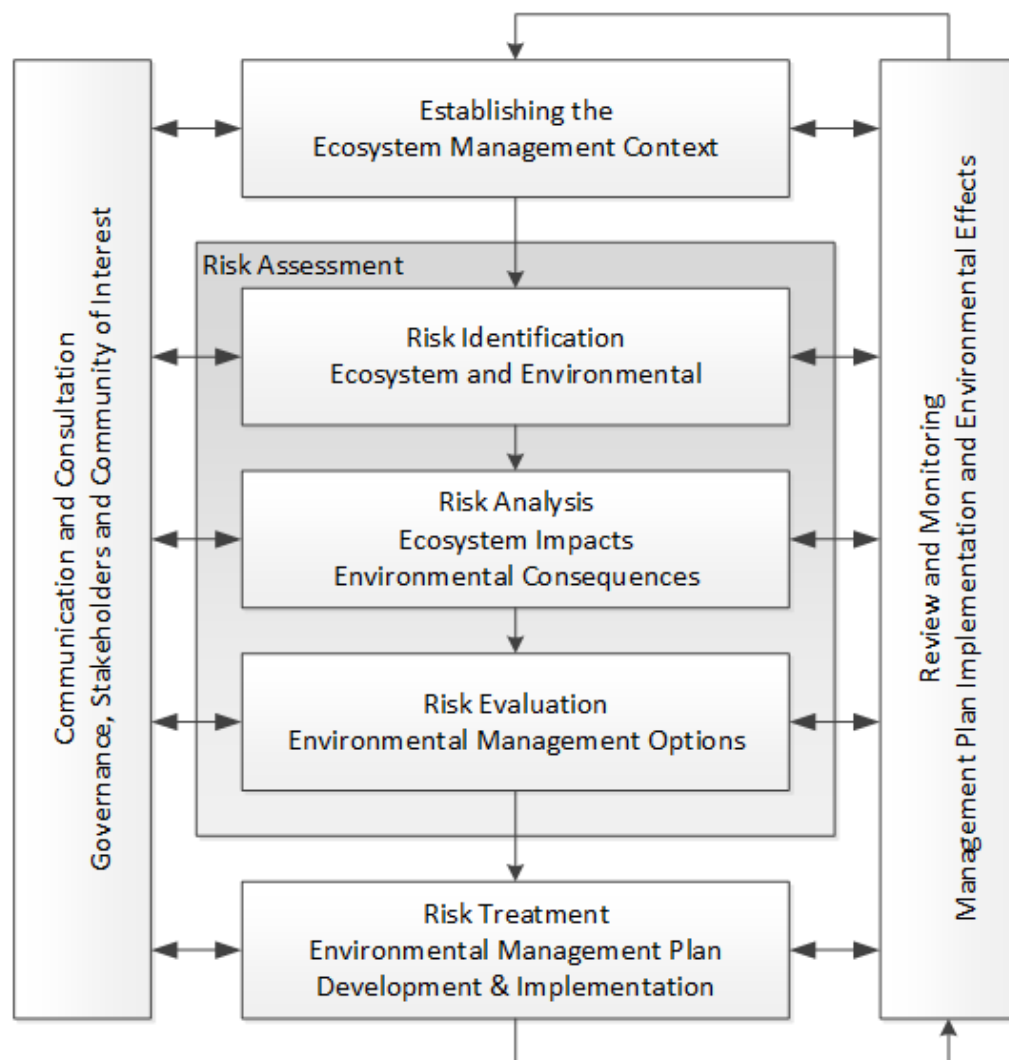 Establishing the
Ecosystem Management Context
Risk Assessment
Risk Identification
Ecosystem and Environmental
Risk Analysis
Ecosystem Impacts
Environmental Consequences
Risk Evaluation
Environmental Management Options
Risk Treatment
Environmental Management Plan
Development & Implementation
Communication and Consultation
Governance, Stakeholders and Community of Interest
Review and Monitoring
Management Plan Implementation and Environmental Effects